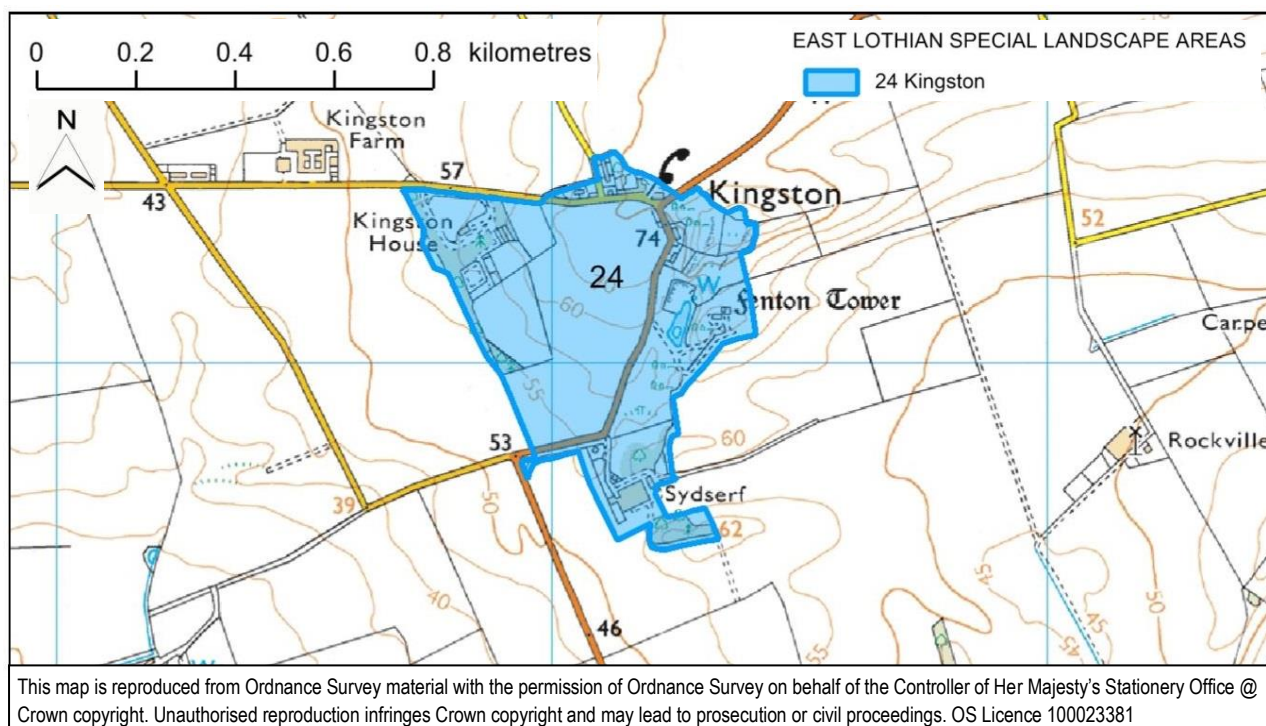 0 0.2 0.4 0.6 0.8 kilometres
EAST LOTHIAN SPECIAL LANDSCAPE AREAS
24 Kingston
N
Kingston
Farm
57
43
Kingston
Kingston
House
74
52
24
W
Fenton Tower
Carpe
60
55
53
60
Rockville
Sydserf
39
50
62
40
45
45
50
46
45
55
W
This map is reproduced from Ordnance Survey material with the permission of Ordnance Survey on behalf of the Controller of Her Majesty's Stationery Office @
Crown copyright. Unauthorised reproduction infringes Crown copyright and may lead to prosecution or civil proceedings. OS Licence 100023381